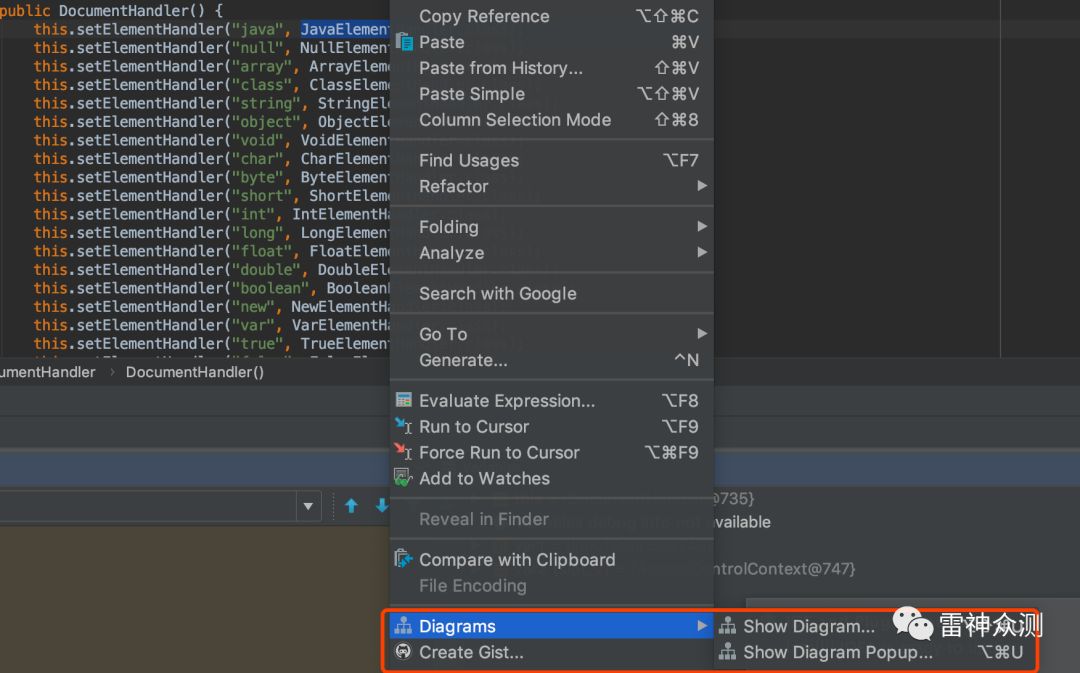 public DocumentHandler() {
this.setElementHandler("java", JavaElement
this.setElementHandler("null", NullElement
this.setElementHandler("array", ArrayEleme
this.setElementHandler("class", ClassEleme
this.setElementHandler("string", StringEl
this.setElementHandler("object", ObjectEl
this.setElementHandler("void", VoidElement
this.setElementHandler("char", CharElement
this.setElementHandler("byte", ByteElement
this.setElementHandler("short", ShortEleme
this.setElementHandler("int", IntElementHa
this.setElementHandler("long", LongElement
this.setElementHandler("float", FloatEleme
this.setElementHandler("double", DoubleEl
this.setElementHandler("boolean", Boolean
this.setElementHandler("new", NewElementHa
this.setElementHandler("var", VarElementHa
this.setElementHandler("true", TrueElement
umentHandler › DocumentHandler()
Copy Reference ⌥⇧⌘C
Paste ⌘V
Paste from History... ⇧⌘V
Paste Simple ⌥⇧⌘V
Column Selection Mode ⇧⌘8
Find Usages ⌥F7
Refactor
Folding
Analyze
Search with Google
Go To
Generate... ^N
Evaluate Expression... ⌥F8
Run to Cursor ⌥F9
Force Run to Cursor ⌥⌘F9
Add to Watches
Reveal in Finder
Compare with Clipboard
File Encoding
Diagrams
Create Gist...
@735}
available
ntrolContext@747}
Show Diagram...
Show Diagram Popup... ⌥⌘U
雷神众测